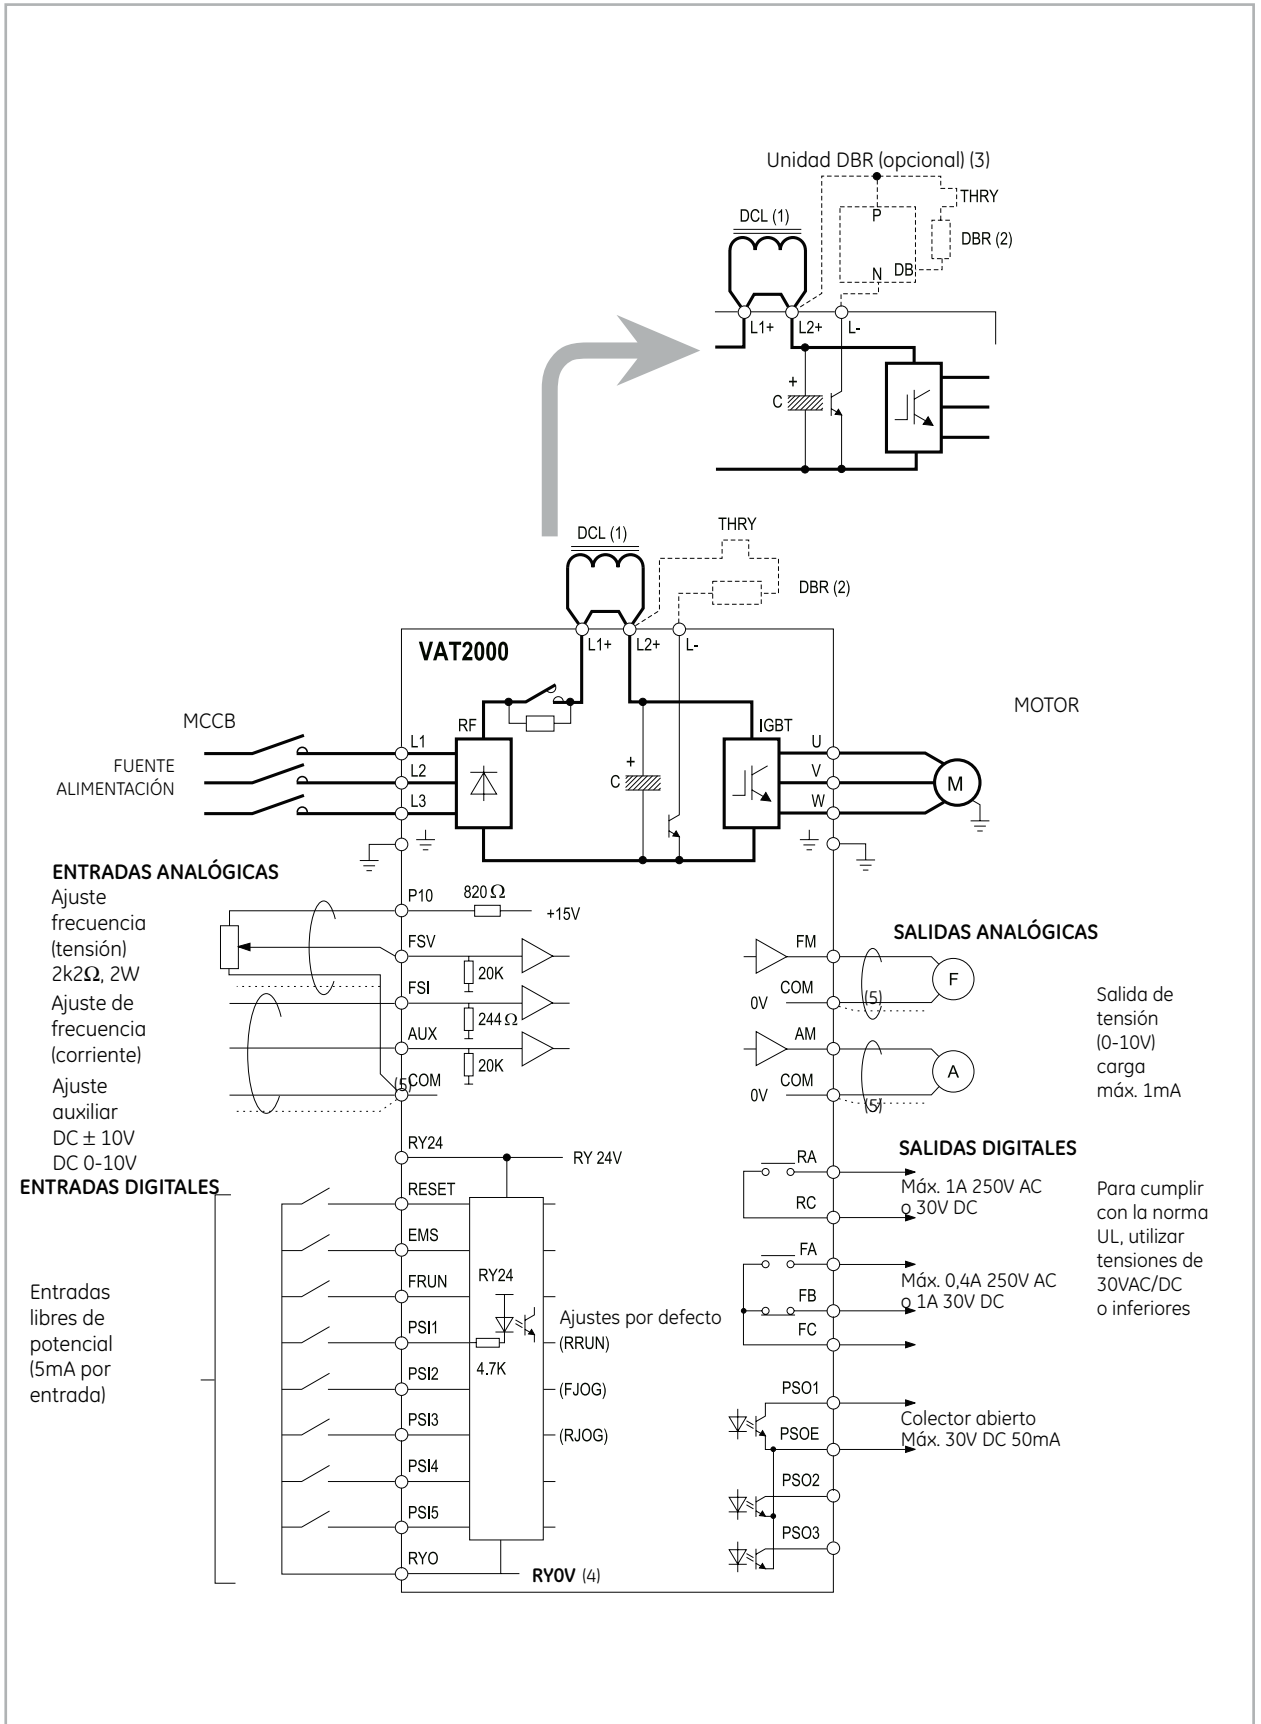 Unidad DBR (opcional) (3)
THRY
P
DCL (1)
DBR (2)
N
DB
L1+
L2+
L-
+
C
DCL (1)
THRY
DBR (2)
VAT2000
L1+
L2+
L-
MCCB
RF
IGBT
MOTOR
FUENTE
ALIMENTACIÓN
L1
L2
L3
+
C
U
V
W
M
ENTRADAS ANALÓGICAS
Ajuste
frecuencia
(tensión)
2k2Ω, 2W
Ajuste de
frecuencia
(corriente)
Ajuste
auxiliar
DC ± 10V
DC 0-10V
P10
820 Ω
+15V
FSV
20K
FSI
244 Ω
AUX
20K
(5)
COM
SALIDAS ANALÓGICAS
FM
F
COM
0V
(5)
AM
A
COM
0V
(5)
Salida de
tensión
(0-10V)
carga
máx. 1mA
ENTRADAS DIGITALES
Entradas
libres de
potencial
(5mA por
entrada)
RY24
RY 24V
RESET
EMS
FRUN
RY24
PSI1
4.7K
Ajustes por defecto
(RRUN)
PSI2
(FJOG)
PSI3
(RJOG)
PSI4
PSI5
RYO
RY0V (4)
SALIDAS DIGITALES
RA
Máx. 1A 250V AC
o 30V DC
RC
FA
Máx. 0,4A 250V AC
o 1A 30V DC
FB
FC
Para cumplir
con la norma
UL, utilizar
tensiones de
30VAC/DC
o inferiores
PSO1
Colector abierto
Máx. 30V DC 50mA
PSOE
PSO2
PSO3